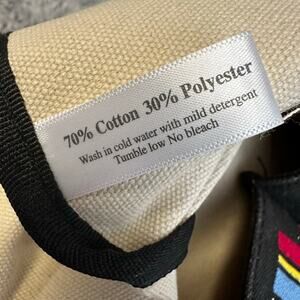 70% Cotton 30% Polyester
Wash in cold water with mild detergent
Tumble low No bleach